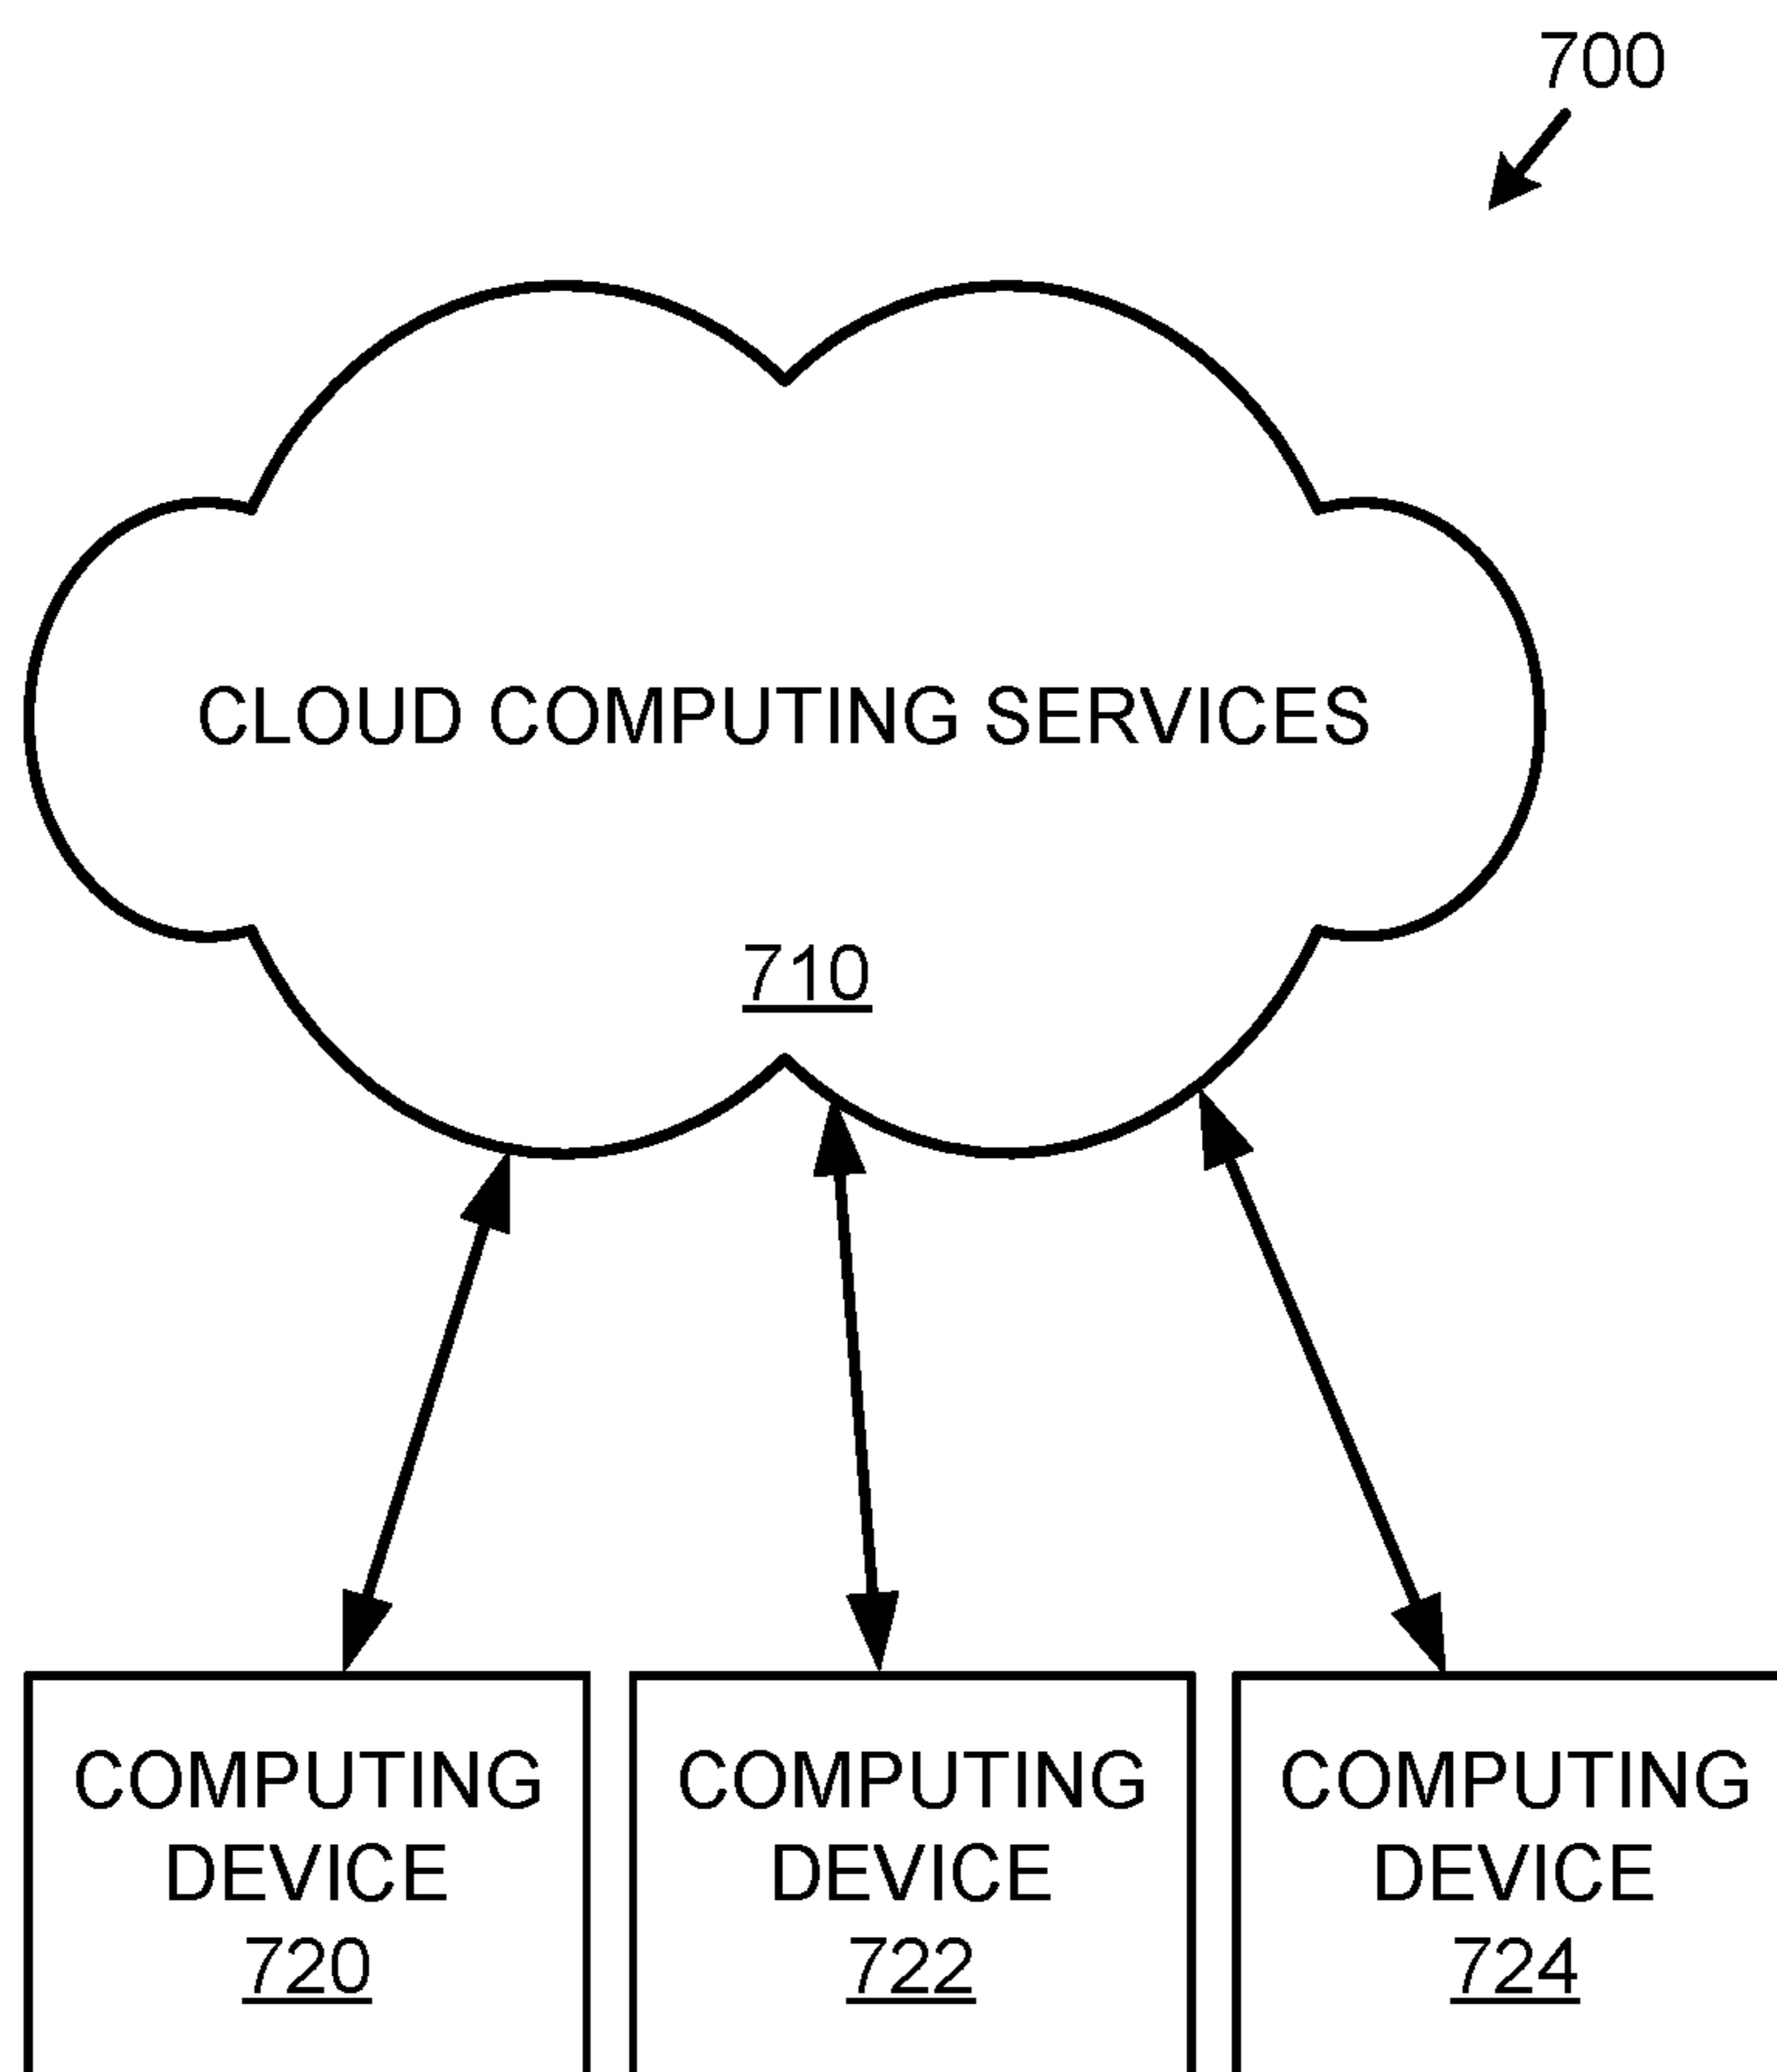 700
CLOUD COMPUTING SERVICES
710
COMPUTING
DEVICE
720
COMPUTING
DEVICE
722
COMPUTING
DEVICE
724